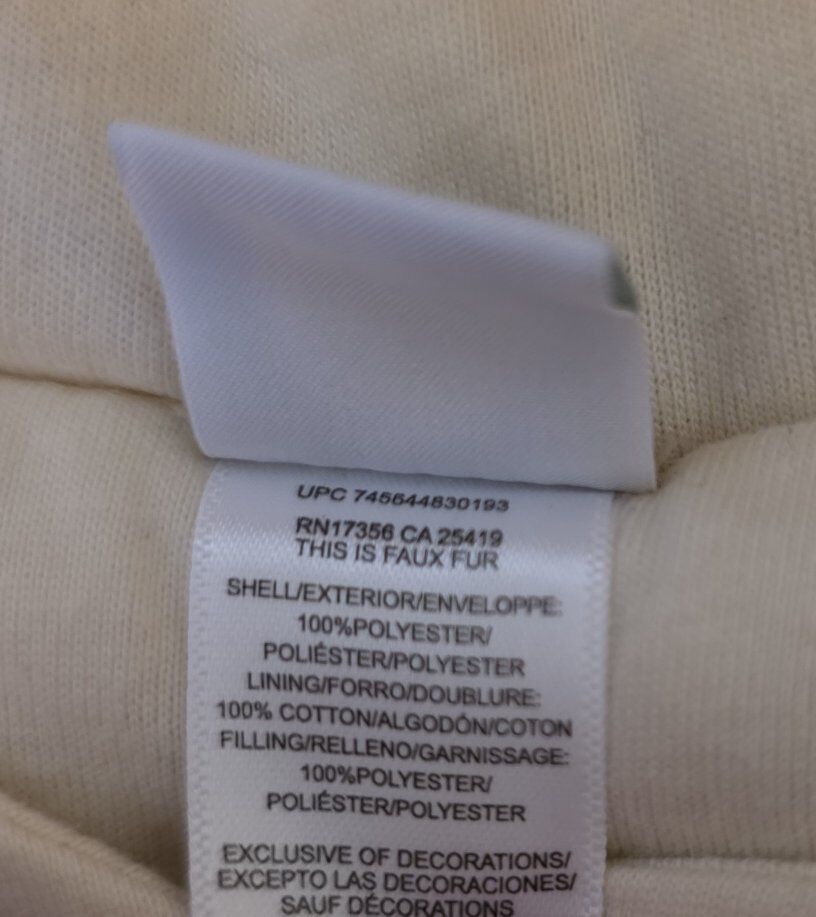 UPC 745644830193
RN17356 CA 25419
THIS IS FAUX FUR
SHELL/EXTERIOR/ENVELOPPE:
100%POLYESTER/
POLIÉSTER/POLYESTER
LINING/FORRO/DOUBLURE:
100% COTTON/ALGODÓN/COTON
FILLING/RELLENO/GARNISSAGE:
100%POLYESTER/
POLIÉSTER/POLYESTER
EXCLUSIVE OF DECORATIONS/
EXCEPTO LAS DECORACIONES/
SAUF DÉCORATIONS